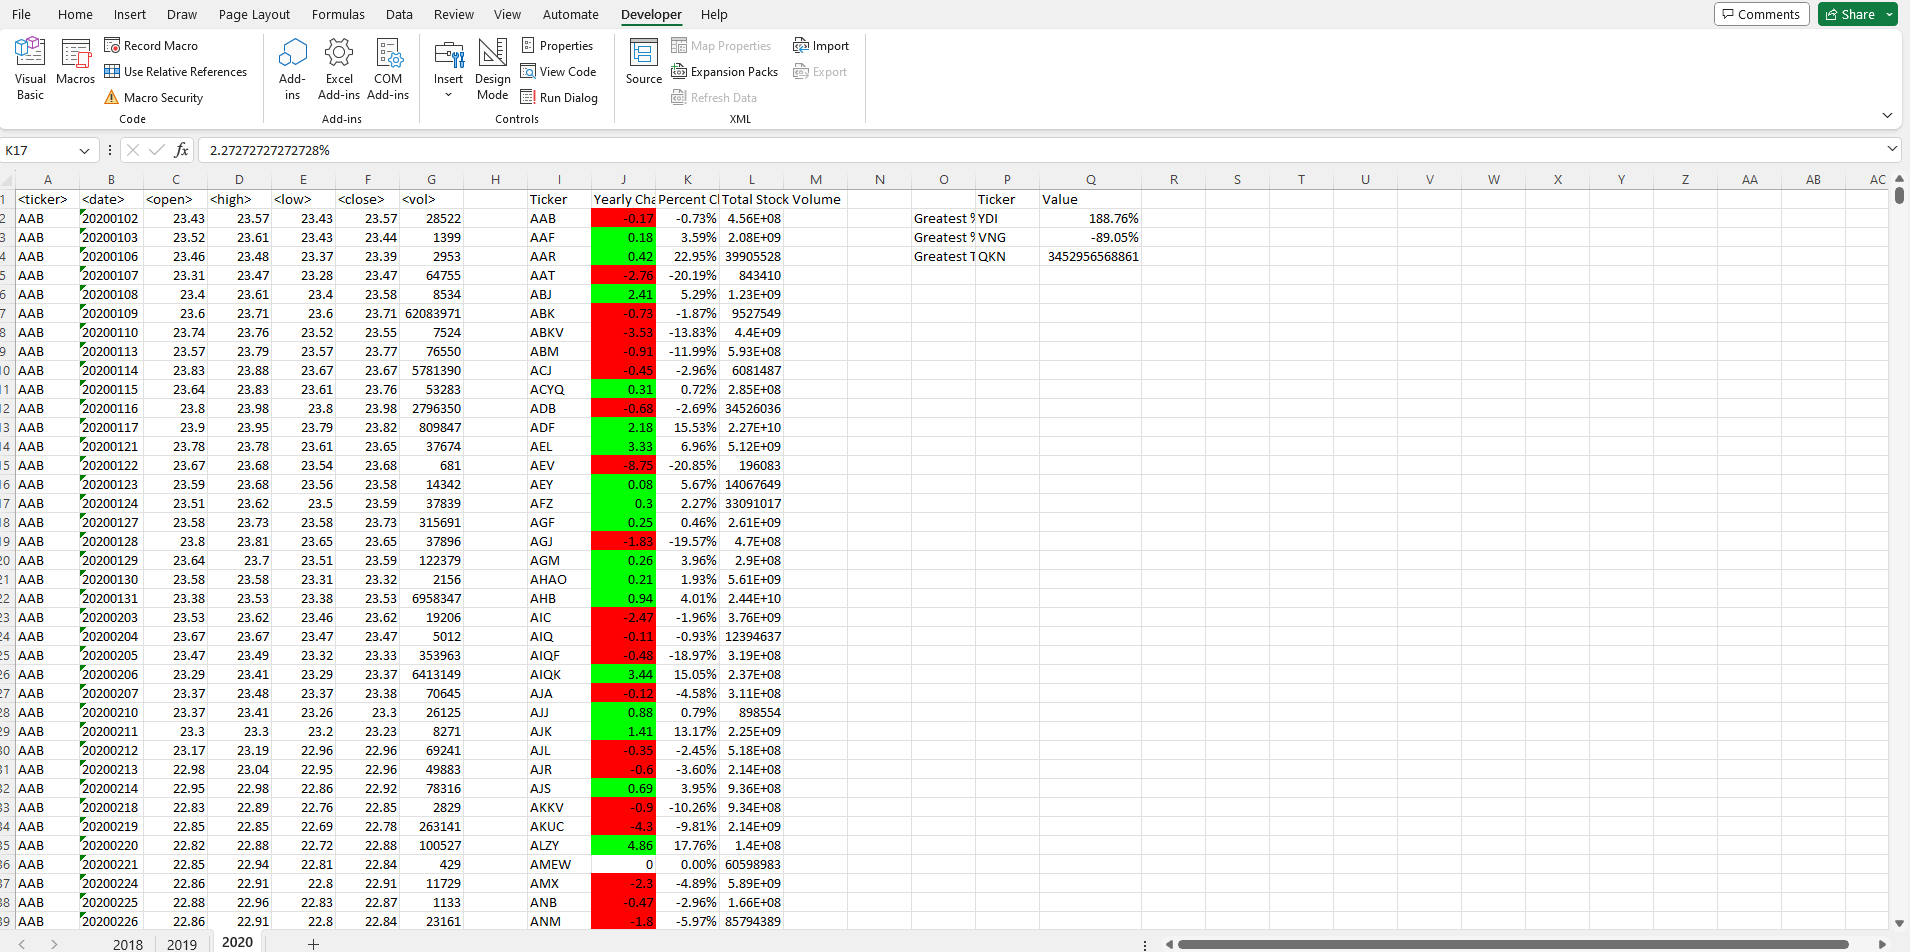 File Home Insert Draw Page Layout Formulas Data Review View Automate Developer Help Comments Share
Visual Basic Macros Record Macro Use Relative References Macro Security Code
Add-ins Excel Add-ins COM Add-ins Add-ins
Insert Design Mode Properties View Code Run Dialog Controls
Source Map Properties Expansion Packs Refresh Data Import Export XML
K17 fx 2.27272727272728%
A B C D E F G H I J K L M N O P Q R S T U V W X Y Z AA AB AC
1 <ticker> <date> <open> <high> <low> <close> <vol> Ticker Yearly Cha Percent Cl Total Stock Volume Ticker Value
2 AAB 20200102 23.43 23.57 23.43 23.57 28522 AAB -0.17 -0.73% 4.56E+08 Greatest % YDI 188.76%
3 AAB 20200103 23.52 23.61 23.43 23.44 1399 AAF 0.18 3.59% 2.08E+09 Greatest % VNG -89.05%
4 AAB 20200106 23.46 23.48 23.37 23.39 2953 AAR 0.42 22.95% 39905528 Greatest T QKN 3452956568861
5 AAB 20200107 23.31 23.47 23.28 23.47 64755 AAT -2.76 -20.19% 843410
6 AAB 20200108 23.4 23.61 23.4 23.58 8534 ABJ 2.41 5.29% 1.23E+09
7 AAB 20200109 23.6 23.71 23.6 23.71 62083971 ABK -0.73 -1.87% 9527549
8 AAB 20200110 23.74 23.76 23.52 23.55 7524 ABKV -3.53 -13.83% 4.4E+09
9 AAB 20200113 23.57 23.79 23.57 23.77 76550 ABM -0.91 -11.99% 5.93E+08
10 AAB 20200114 23.83 23.88 23.67 23.67 5781390 ACJ -0.45 -2.96% 6081487
11 AAB 20200115 23.64 23.83 23.61 23.76 53283 ACYQ 0.31 0.72% 2.85E+08
12 AAB 20200116 23.8 23.98 23.8 23.98 2796350 ADB -0.68 -2.69% 34526036
13 AAB 20200117 23.9 23.95 23.79 23.82 809847 ADF 2.18 15.53% 2.27E+10
14 AAB 20200121 23.78 23.78 23.61 23.65 37674 AEL 3.33 6.96% 5.12E+09
15 AAB 20200122 23.67 23.68 23.54 23.68 681 AEV -8.75 -20.85% 196083
16 AAB 20200123 23.59 23.68 23.56 23.58 14342 AEY 0.08 5.67% 14067649
17 AAB 20200124 23.51 23.62 23.5 23.59 37839 AFZ 0.3 2.27% 33091017
18 AAB 20200127 23.58 23.73 23.58 23.73 315691 AGF 0.25 0.46% 2.61E+09
19 AAB 20200128 23.8 23.81 23.65 23.65 37896 AGJ -1.83 -19.57% 4.7E+08
20 AAB 20200129 23.64 23.7 23.51 23.59 122379 AGM 0.26 3.96% 2.9E+08
21 AAB 20200130 23.58 23.58 23.31 23.32 2156 AHAO 0.21 1.93% 5.61E+09
22 AAB 20200131 23.38 23.53 23.38 23.53 6958347 AHB 0.94 4.01% 2.44E+10
23 AAB 20200203 23.53 23.62 23.46 23.62 19206 AIC -2.47 -1.96% 3.76E+09
24 AAB 20200204 23.67 23.67 23.47 23.47 5012 AIQ -0.11 -0.93% 12394637
25 AAB 20200205 23.47 23.49 23.32 23.33 353963 AIQF -0.48 -18.97% 3.19E+08
26 AAB 20200206 23.29 23.41 23.29 23.37 6413149 AIQK 3.44 15.05% 2.37E+08
27 AAB 20200207 23.37 23.48 23.37 23.38 70645 AJA -0.12 -4.58% 3.11E+08
28 AAB 20200210 23.37 23.41 23.26 23.3 26125 AJJ 0.88 0.79% 898554
29 AAB 20200211 23.3 23.3 23.2 23.23 8271 AJK 1.41 13.17% 2.25E+09
30 AAB 20200212 23.17 23.19 22.96 22.96 69241 AJL -0.35 -2.45% 5.18E+08
31 AAB 20200213 22.98 23.04 22.95 22.96 49883 AJR -0.6 -3.60% 2.14E+08
32 AAB 20200214 22.95 22.98 22.86 22.92 78316 AJS 0.69 3.95% 9.36E+08
33 AAB 20200218 22.83 22.89 22.76 22.85 2829 AKKV -0.9 -10.26% 9.34E+08
34 AAB 20200219 22.85 22.85 22.69 22.78 263141 AKUC -4.3 -9.81% 2.14E+09
35 AAB 20200220 22.82 22.88 22.72 22.88 100527 ALZY 4.86 17.76% 1.4E+08
36 AAB 20200221 22.85 22.94 22.81 22.84 429 AMEW 0 0.00% 60598983
37 AAB 20200224 22.86 22.91 22.8 22.91 11729 AMX -2.3 -4.89% 5.89E+09
38 AAB 20200225 22.88 22.96 22.83 22.87 1133 ANB -0.47 -2.96% 1.66E+08
39 AAB 20200226 22.86 22.91 22.8 22.84 23161 ANM -1.8 -5.97% 85794389
2018 2019 2020